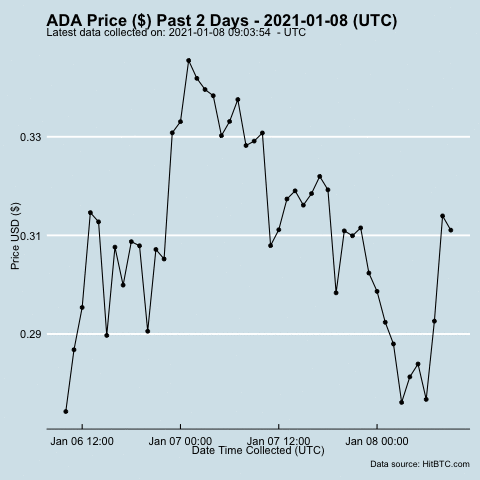 ADA Price ($) Past 2 Days - 2021-01-08 (UTC)
Latest data collected on: 2021-01-08 09:03:54  - UTC
0.33
0.31
0.29
Price USD ($)
Jan 06 12:00
Jan 07 00:00
Jan 07 12:00
Jan 08 00:00
Date Time Collected (UTC)
Data source: HitBTC.com